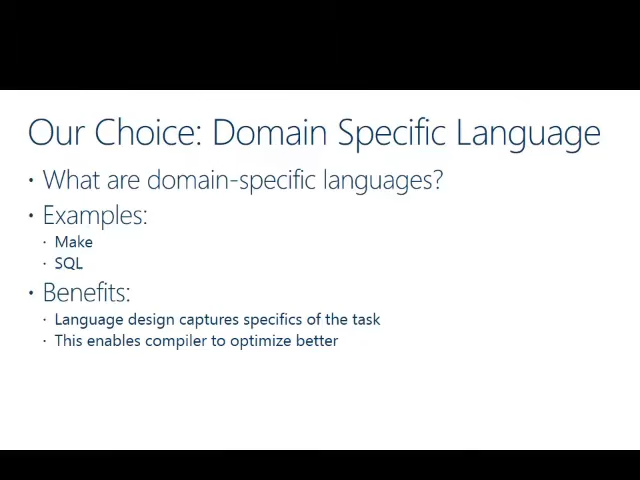 Our Choice: Domain Specific Language
• What are domain-specific languages?
• Examples:
• Make
• SQL
• Benefits:
• Language design captures specifics of the task
• This enables compiler to optimize better